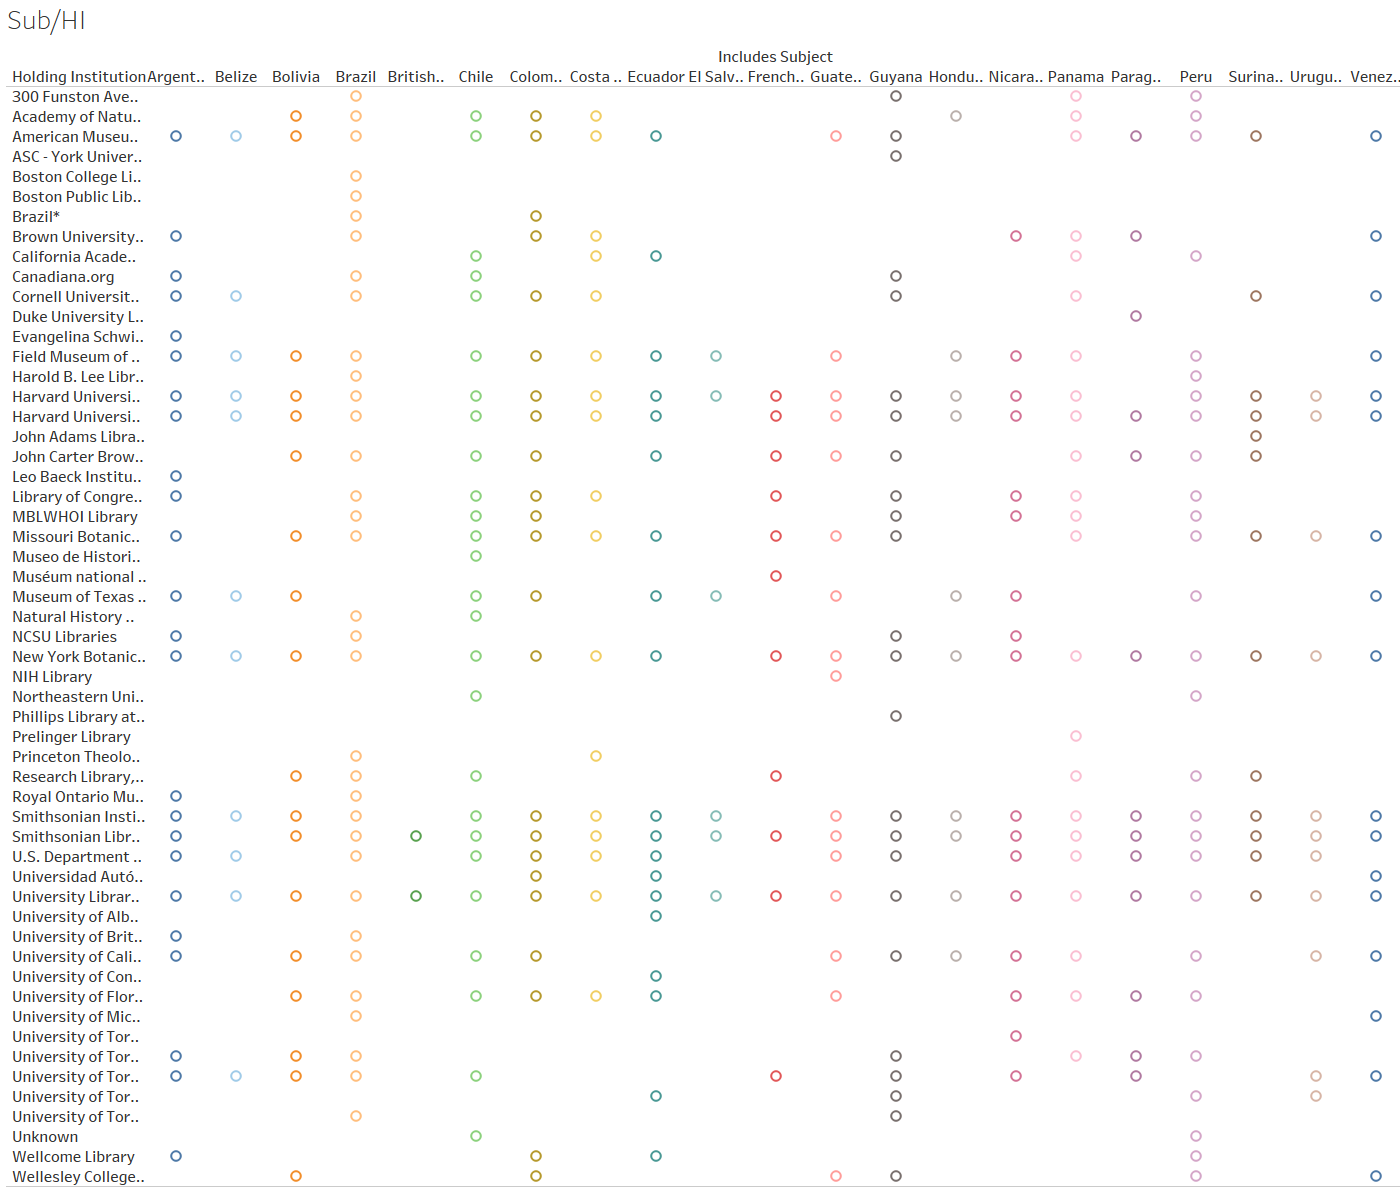 Sub/HI
Includes Subject
Holding Institution Argent.. Belize Bolivia Brazil British.. Chile Colom.. Costa .. Ecuador El Salv.. French.. Guate.. Guyana Hondu.. Nicara.. Panama Parag.. Peru Surina.. Urugu.. Venez..
300 Funston Ave..
Academy of Natu..
American Museu..
ASC - York Univer..
Boston College Li..
Boston Public Lib..
Brazil*
Brown University..
California Acade..
Canadiana.org
Cornell Universit..
Duke University L..
Evangelina Schwi..
Field Museum of ..
Harold B. Lee Libr..
Harvard Universi..
Harvard Universi..
John Adams Libra..
John Carter Brow..
Leo Baeck Institu..
Library of Congre..
MBLWHOI Library
Missouri Botanic..
Museo de Histori..
Muséum national ..
Museum of Texas ..
Natural History ..
NCSU Libraries
New York Botanic..
NIH Library
Northeastern Uni..
Phillips Library at..
Prelinger Library
Princeton Theolo..
Research Library,..
Royal Ontario Mu..
Smithsonian Insti..
Smithsonian Libr..
U.S. Department ..
Universidad Autó..
University Librar..
University of Alb..
University of Brit..
University of Cali..
University of Con..
University of Flor..
University of Mic..
University of Tor..
University of Tor..
University of Tor..
University of Tor..
University of Tor..
Unknown
Wellcome Library
Wellesley College..